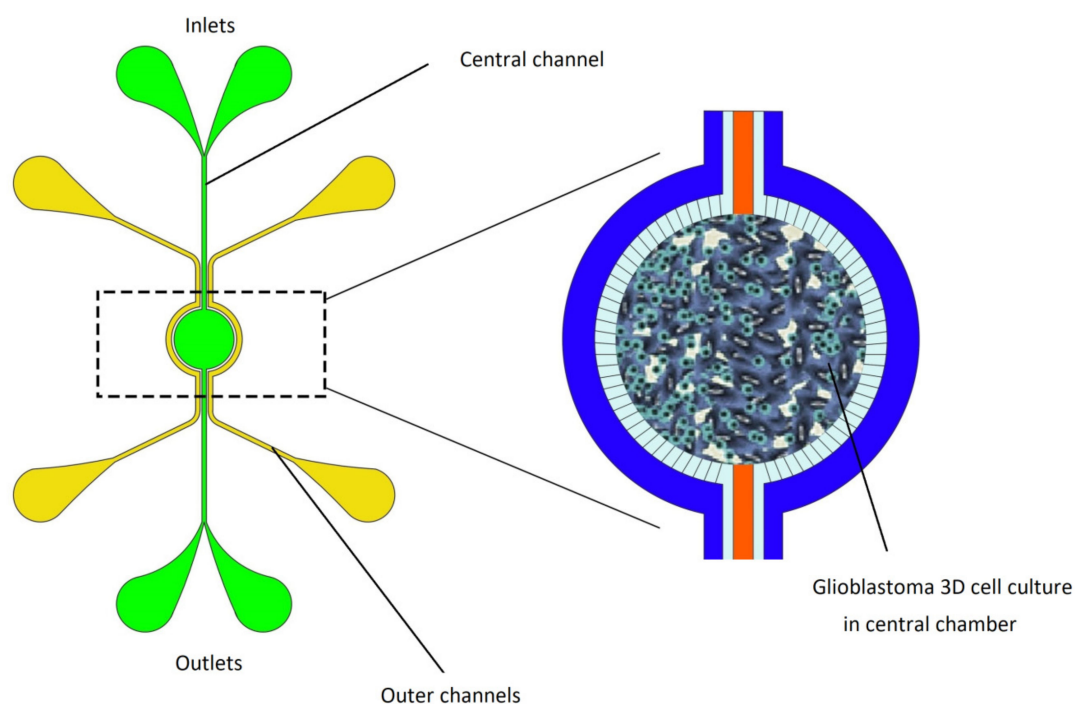 Inlets
Central channel
Glioblastoma 3D cell culture
in central chamber
Outlets
Outer channels